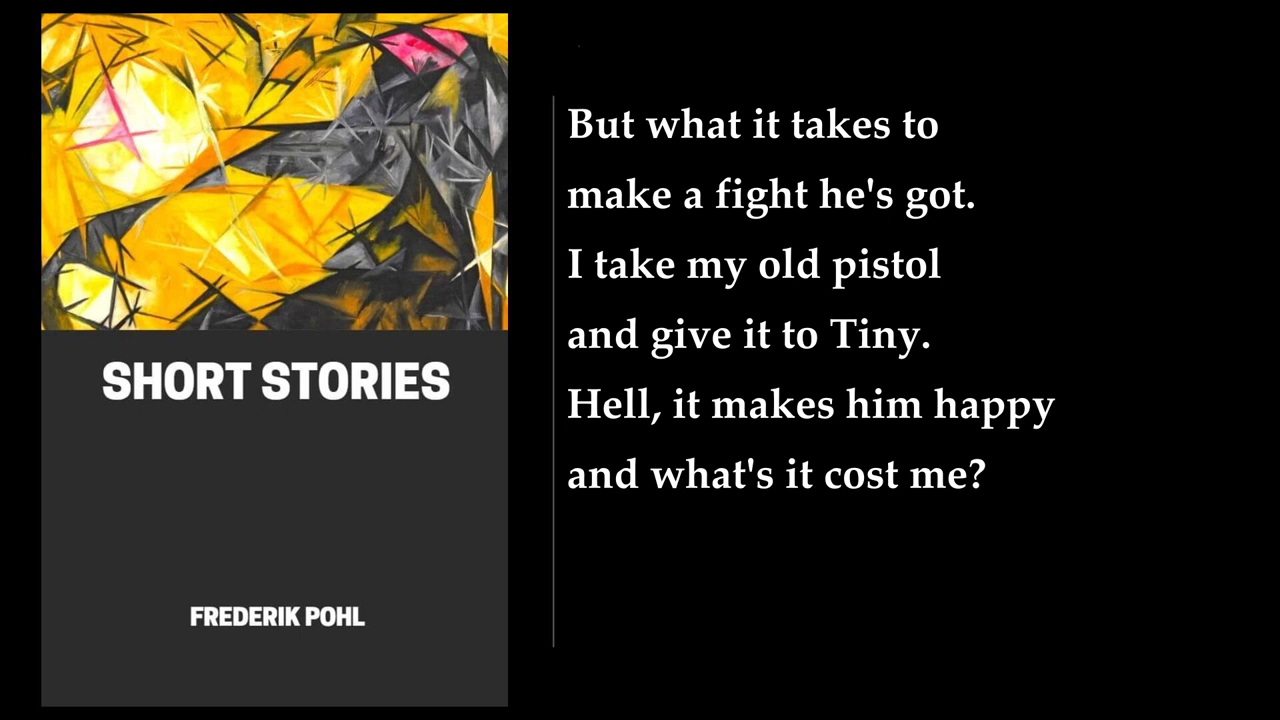 SHORT STORIES
FREDERIK POHL
But what it takes to
make a fight he's got.
I take my old pistol
and give it to Tiny.
Hell, it makes him happy
and what's it cost me?